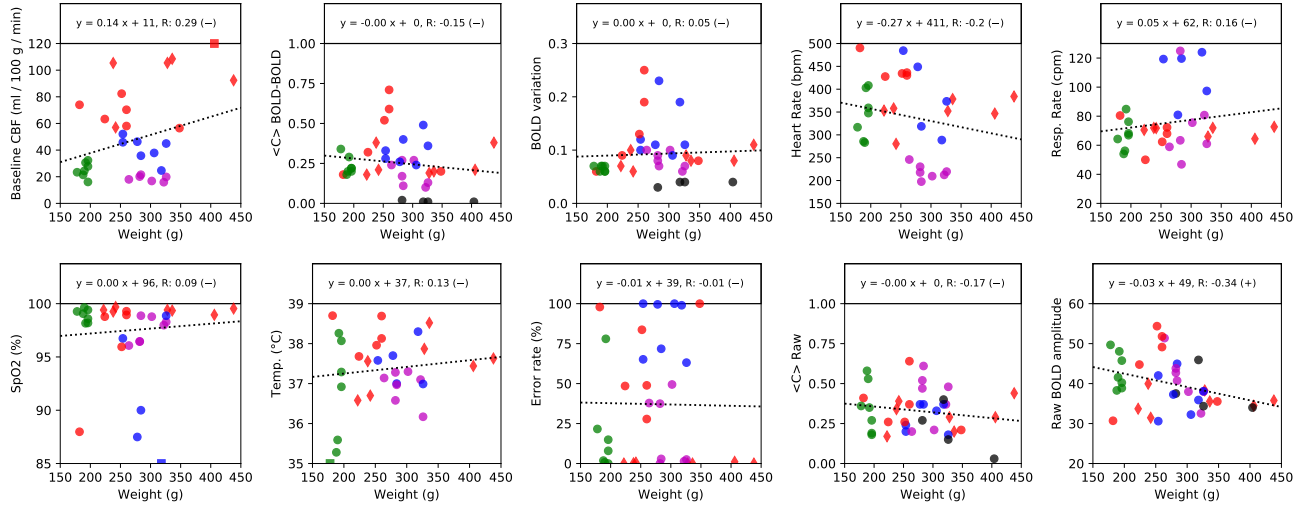 y = 0.14 x + 11, R: 0.29 (−)
y = -0.00 x + 0, R: -0.15 (−)
y = 0.00 x + 0, R: 0.05 (−)
y = -0.27 x + 411, R: -0.2 (−)
y = 0.05 x + 62, R: 0.16 (−)
Baseline CBF (ml / 100 g / min)
0 20 40 60 80 100 120
150 200 250 300 350 400 450
Weight (g)
<C> BOLD-BOLD
0.00 0.25 0.50 0.75 1.00
150 200 250 300 350 400 450
Weight (g)
BOLD variation
0.0 0.1 0.2 0.3
150 200 250 300 350 400 450
Weight (g)
Heart Rate (bpm)
150 200 250 300 350 400 450 500
150 200 250 300 350 400 450
Weight (g)
Resp. Rate (cpm)
20 40 60 80 100 120
150 200 250 300 350 400 450
Weight (g)
y = 0.00 x + 96, R: 0.09 (−)
y = 0.00 x + 37, R: 0.13 (−)
y = -0.01 x + 39, R: -0.01 (−)
y = -0.00 x + 0, R: -0.17 (−)
y = -0.03 x + 49, R: -0.34 (+)
SpO2 (%)
85 90 95 100
150 200 250 300 350 400 450
Weight (g)
Temp. (°C)
35 36 37 38 39
150 200 250 300 350 400 450
Weight (g)
Error rate (%)
0 20 40 60 80 100
150 200 250 300 350 400 450
Weight (g)
<C> Raw
0.00 0.25 0.50 0.75 1.00
150 200 250 300 350 400 450
Weight (g)
Raw BOLD amplitude
20 30 40 50 60
150 200 250 300 350 400 450
Weight (g)